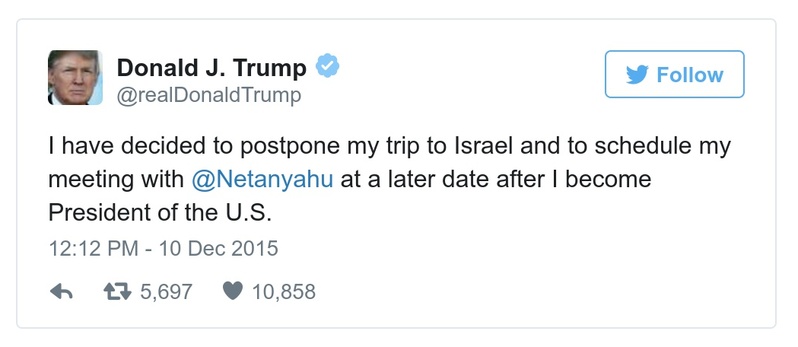 Donald J. Trump
@realDonaldTrump
Follow
I have decided to postpone my trip to Israel and to schedule my
meeting with @Netanyahu at a later date after I become
President of the U.S.
12:12 PM - 10 Dec 2015
5,697 10,858